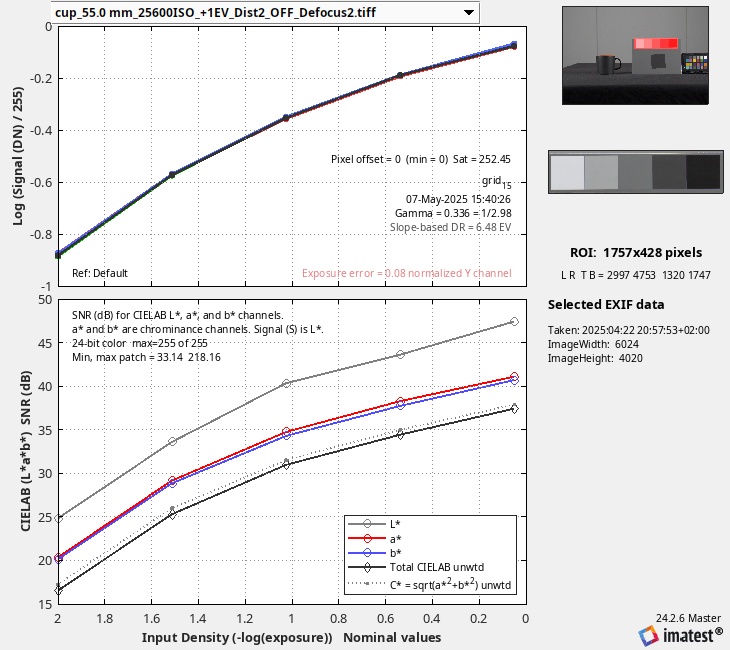 cup_55.0 mm_25600ISO_+1EV_Dist2_OFF_Defocus2.tiff
0
-0.2
-0.4
-0.6
-0.8
-1
Log (Signal (DN) / 255)
Pixel offset = 0 (min = 0) Sat = 252.45
grid_15
07-May-2025 15:40:26
Gamma = 0.336 = 1/2.98
Slope-based DR = 6.48 EV
Ref: Default
Exposure error = 0.08 normalized Y channel
50
45
40
35
30
25
20
15
CIELAB (L*a*b*) SNR (dB)
SNR (dB) for CIELAB L*, a*, and b* channels.
a* and b* are chrominance channels. Signal (S) is L*.
24-bit color max=255 of 255
Min, max patch = 33.14 218.16
L*
a*
b*
Total CIELAB unwtd
C* = sqrt(a*2+b*2) unwtd
2 1.8 1.6 1.4 1.2 1 0.8 0.6 0.4 0.2 0
Input Density (-log(exposure)) Nominal values
ROI: 1757x428 pixels
L R T B = 2997 4753 1320 1747
Selected EXIF data
Taken: 2025:04:22 20:57:53+02:00
ImageWidth: 6024
ImageHeight: 4020
24.2.6 Master
imatest®